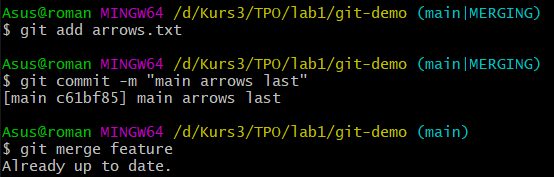 Asus@roman MINGW64 /d/Kurs3/TPO/lab1/git-demo (main|MERGING)
$ git add arrows.txt
Asus@roman MINGW64 /d/Kurs3/TPO/lab1/git-demo (main|MERGING)
$ git commit -m "main arrows last"
[main c61bf85] main arrows last
Asus@roman MINGW64 /d/Kurs3/TPO/lab1/git-demo (main)
$ git merge feature
Already up to date.